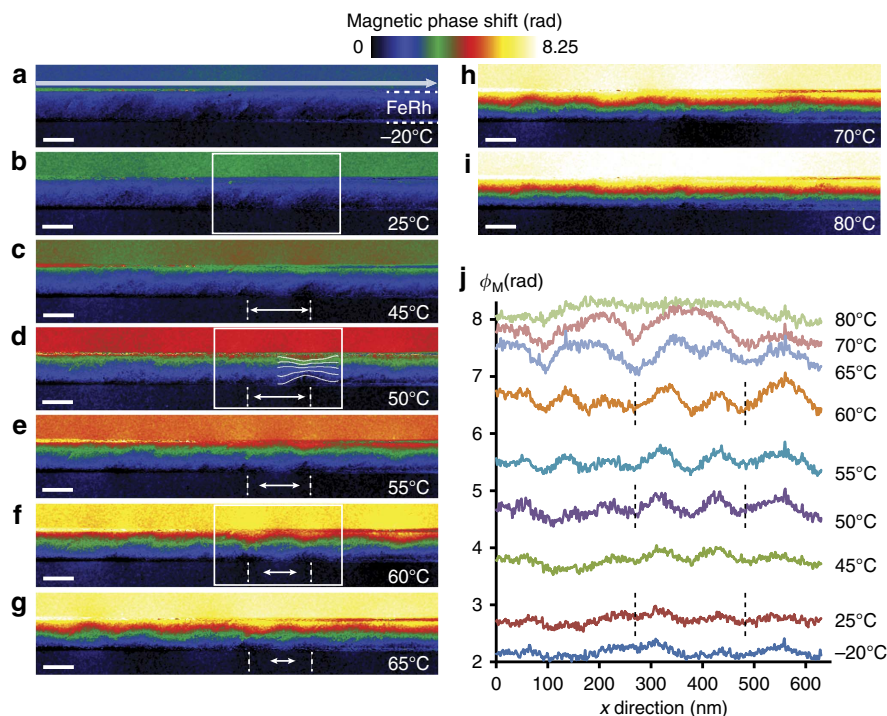 Magnetic phase shift (rad)
0 8.25
a
FeRh
–20°C
b
25°C
c
45°C
d
50°C
e
55°C
f
60°C
g
65°C
h
70°C
i
80°C
j
ϕM(rad)
8
7
6
5
4
3
2
80°C
70°C
65°C
60°C
55°C
50°C
45°C
25°C
–20°C
0 100 200 300 400 500 600
x direction (nm)